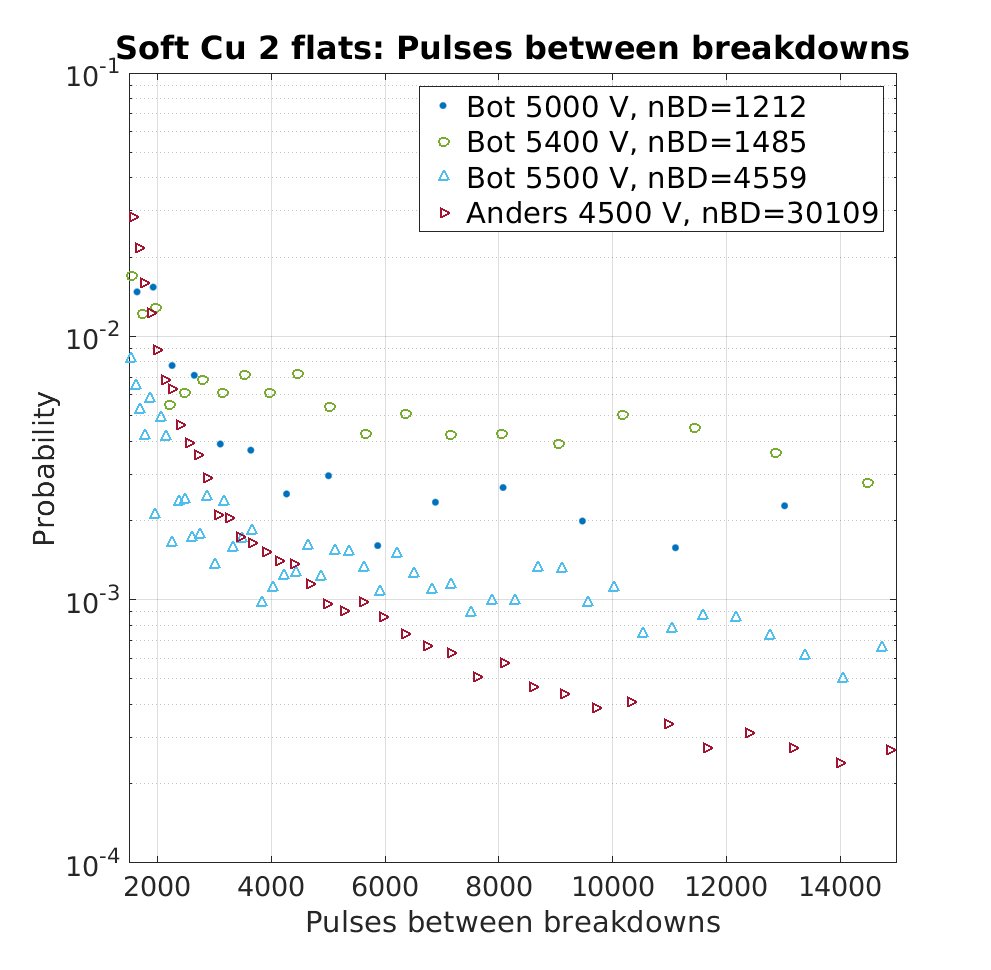 Soft Cu 2 flats: Pulses between breakdowns
10^-1
Bot 5000 V, nBD=1212
Bot 5400 V, nBD=1485
Bot 5500 V, nBD=4559
Anders 4500 V, nBD=30109
10^-2
Probability
10^-3
10^-4
2000 4000 6000 8000 10000 12000 14000
Pulses between breakdowns